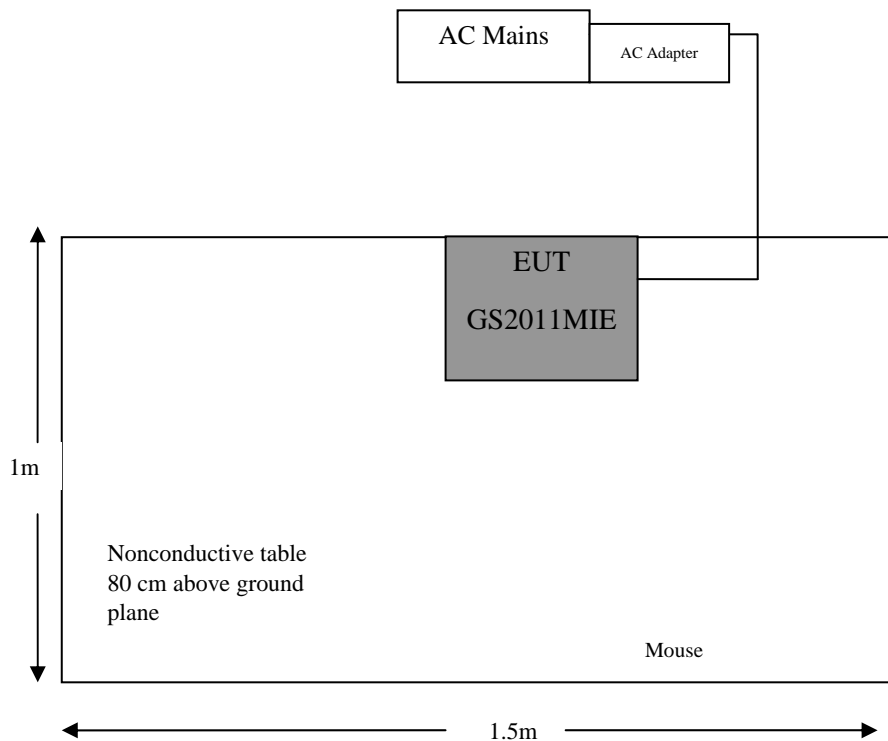 AC Mains
AC Adapter
EUT
GS2011MIE
1m
Nonconductive table
80 cm above ground
plane
Mouse
1.5m